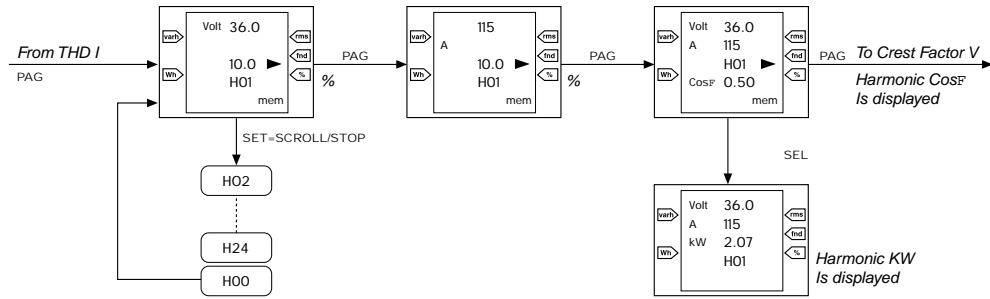 From THD I
PAG
varh
Wh
Volt 36.0
10.0
H01
mem
rms
fnd
%
PAG
%
SET=SCROLL/STOP
H02
H24
H00
varh
Wh
115
A
10.0
H01
mem
rms
fnd
%
PAG
%
varh
Wh
Volt 36.0
A 115
H01
CosF 0.50
mem
rms
fnd
%
PAG
To Crest Factor V
Harmonic CosF
Is displayed
SEL
varh
Wh
Volt 36.0
A 115
kW 2.07
H01
rms
fnd
%
Harmonic KW
Is displayed